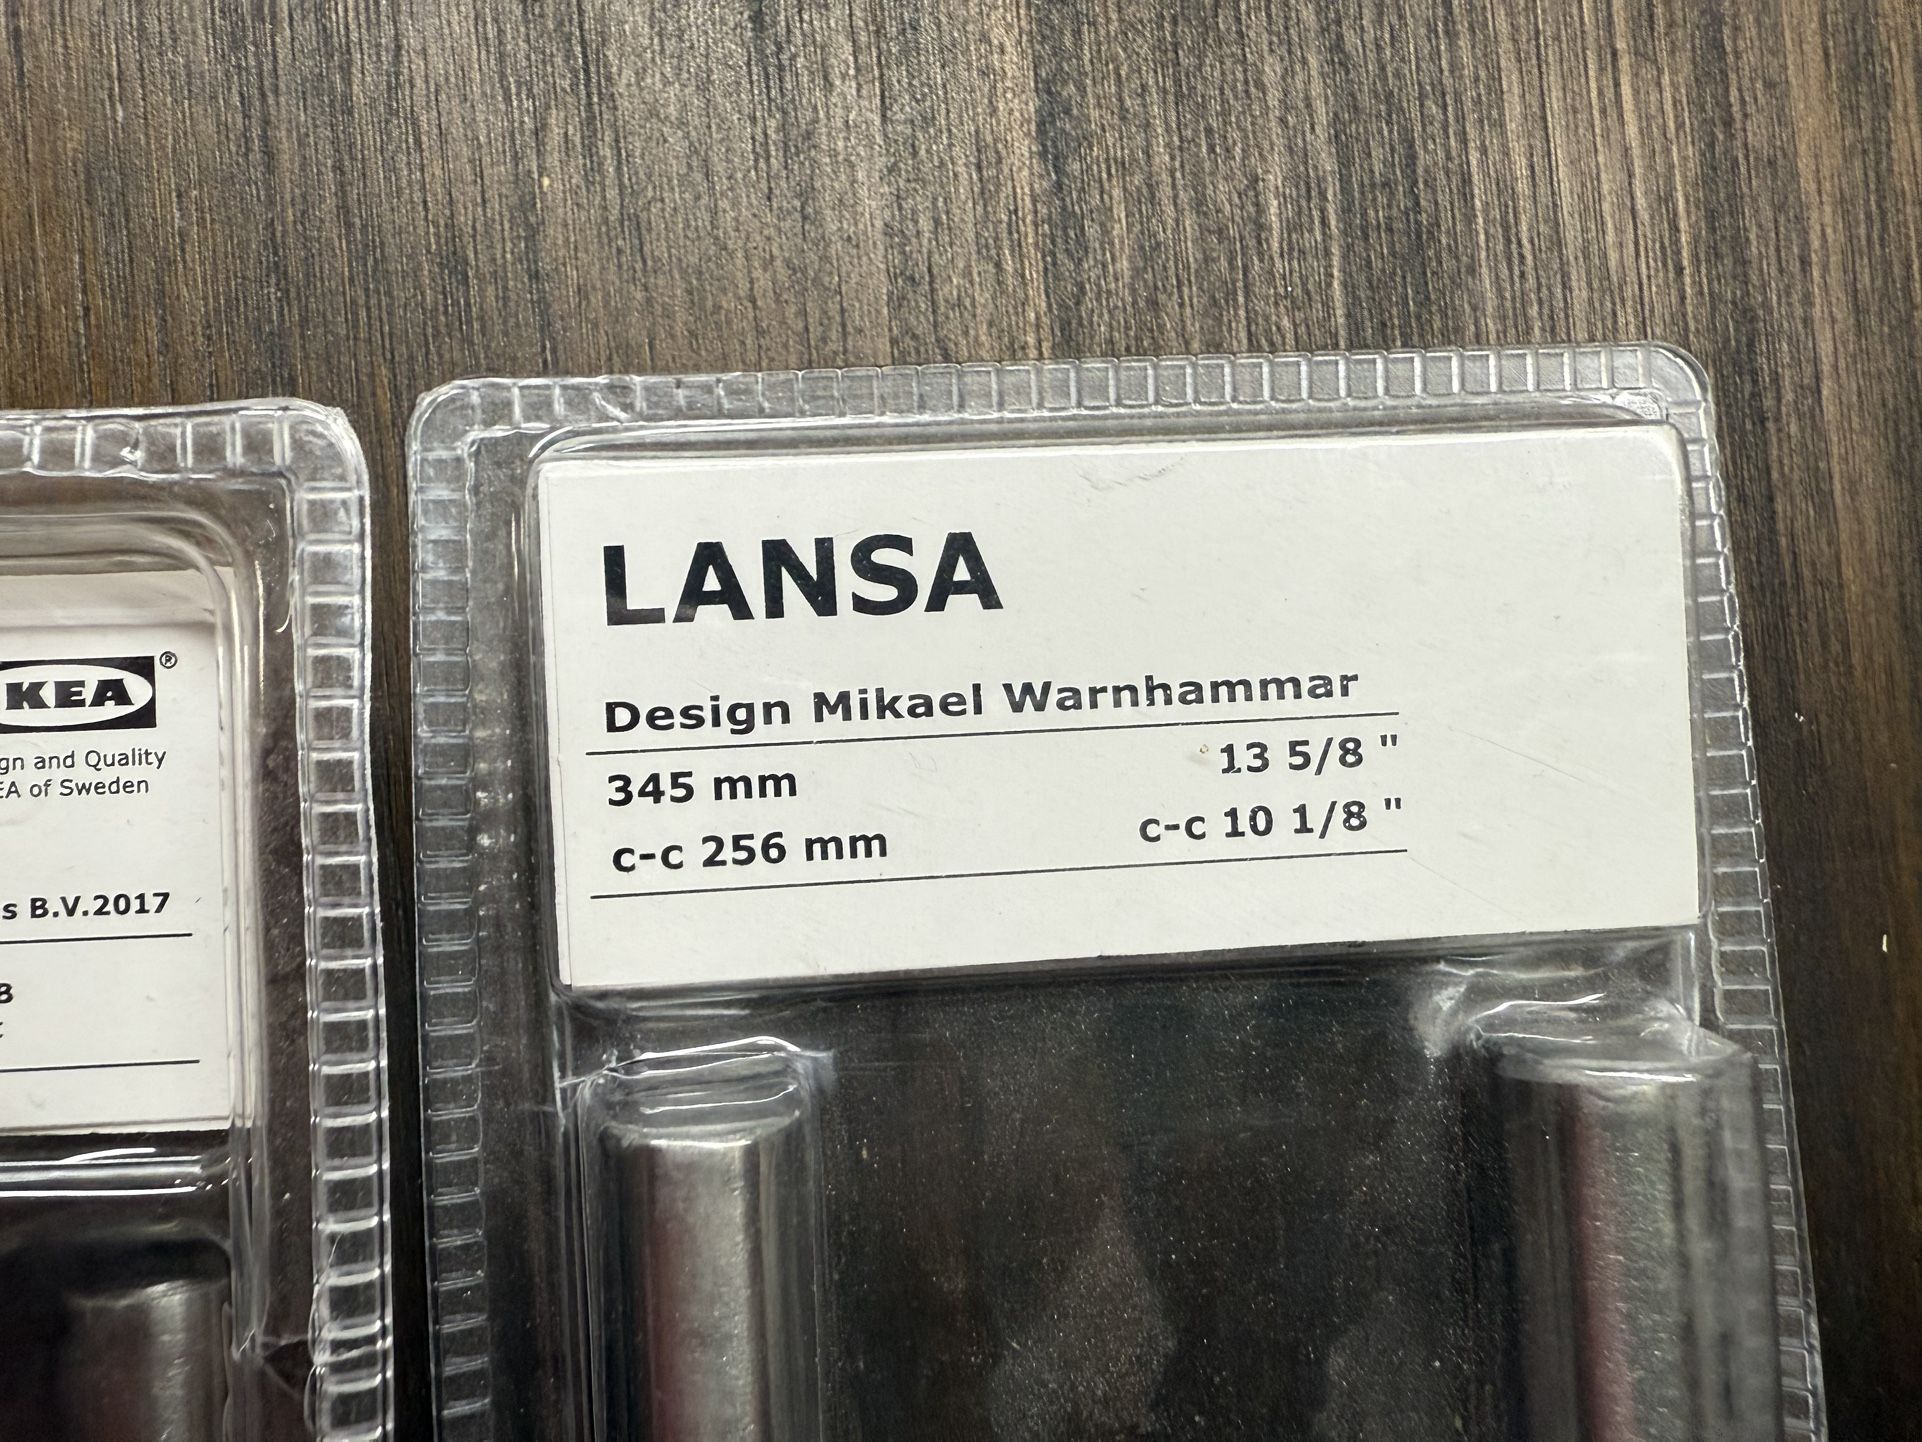 KEA®
gn and Quality
EA of Sweden
s B.V.2017
LANSA
Design Mikael Warnhammar
345 mm 13 5/8 "
c-c 256 mm c-c 10 1/8 "